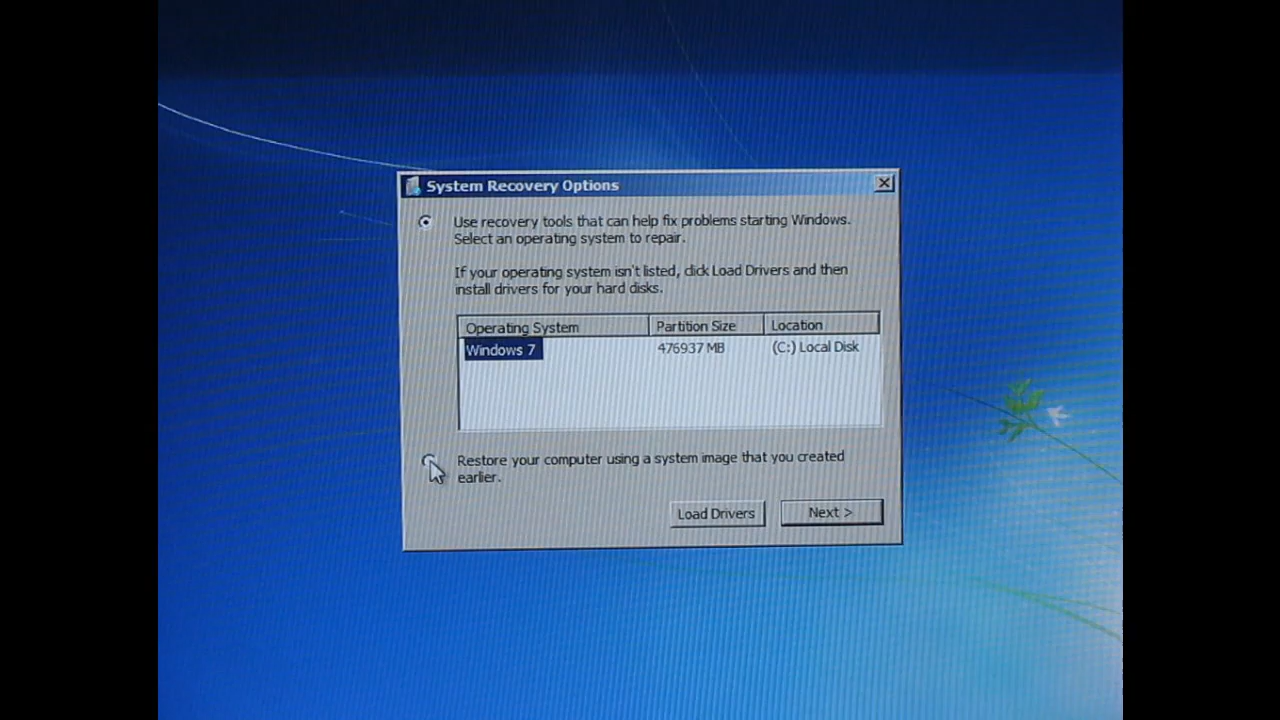 System Recovery Options
Use recovery tools that can help fix problems starting Windows.
Select an operating system to repair.
If your operating system isn't listed, click Load Drivers and then
install drivers for your hard disks.
Operating System Partition Size Location
Windows 7 476937 MB (C:) Local Disk
Restore your computer using a system image that you created
earlier.
Load Drivers Next >